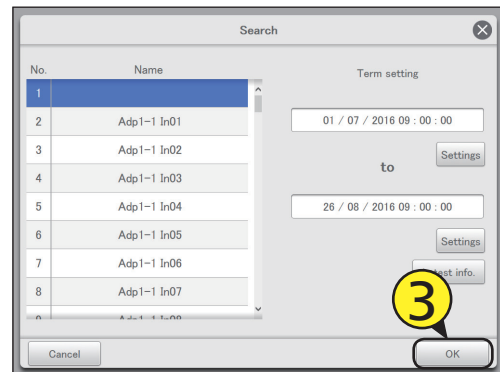 Search
No. Name
1
2 Adp1-1 In01
3 Adp1-1 In02
4 Adp1-1 In03
5 Adp1-1 In04
6 Adp1-1 In05
7 Adp1-1 In06
8 Adp1-1 In07
Term setting
01 / 07 / 2016 09 : 00 : 00
Settings
to
26 / 08 / 2016 09 : 00 : 00
Settings
test info.
3
Cancel
OK